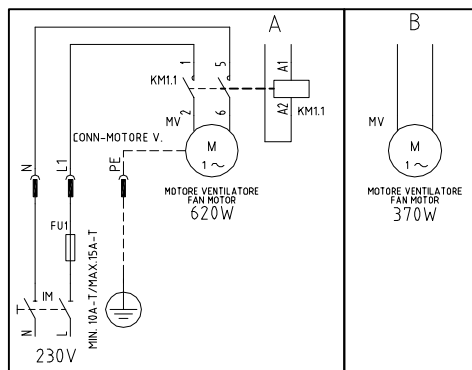 A
B
1
5
A1
KM1.1
A2
KM1.1
MV
2
6
MV
CONN-MOTORE V.
M
1~
M
1~
N
L1
PE
MOTORE VENTILATORE
FAN MOTOR
620W
MOTORE VENTILATORE
FAN MOTOR
370W
FU1
MIN. 10A-T/MAX.15A-T
IM
N
L
230V